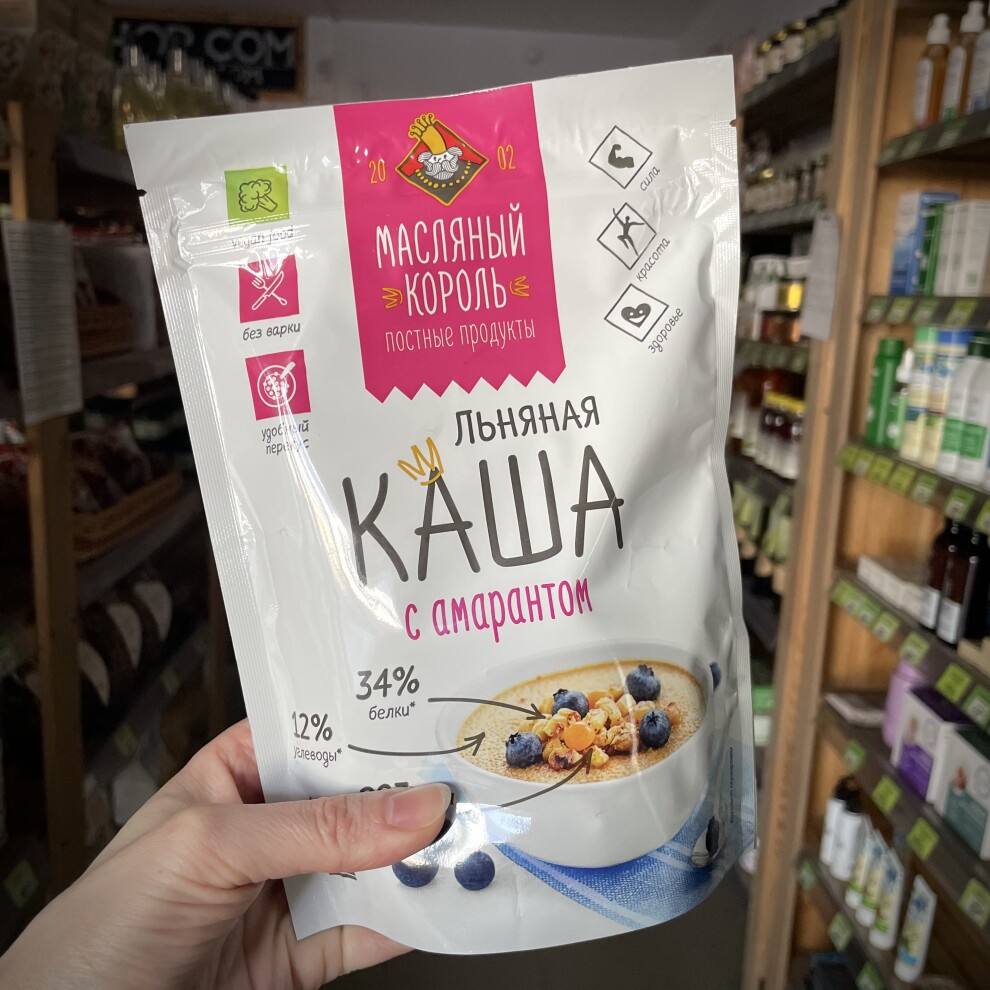 20 02
МАСЛЯНЫЙ
КОРОЛЬ
постные продукты
vegan food
без варки
удобный
перекус
сила
красота
здоровье
ЛЬНЯНАЯ
КАША
с амарантом
34%
белки*
12%
углеводы*